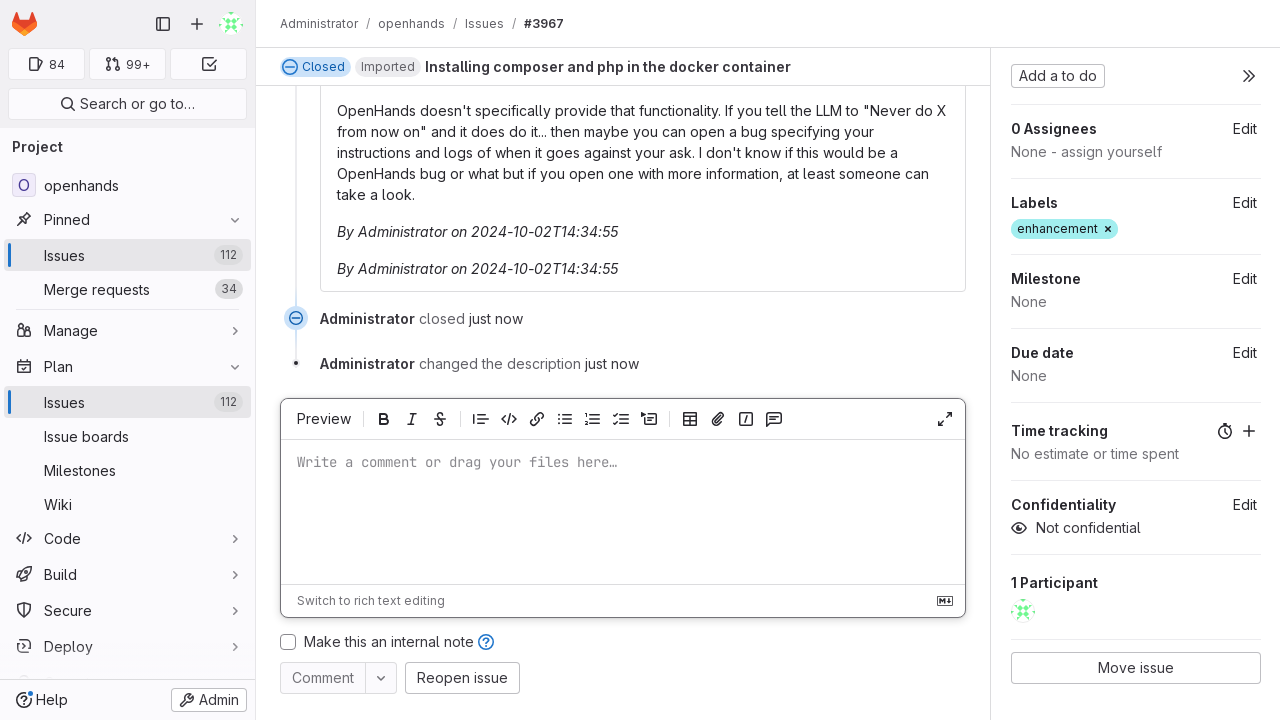 Administrator / openhands / Issues / #3967
84
99+
Search or go to…
Project
O openhands
Pinned
Issues 112
Merge requests 34
Manage
Plan
Issues 112
Issue boards
Milestones
Wiki
Code
Build
Secure
Deploy
Help
Admin
Closed Imported Installing composer and php in the docker container
OpenHands doesn't specifically provide that functionality. If you tell the LLM to "Never do X
from now on" and it does do it... then maybe you can open a bug specifying your
instructions and logs of when it goes against your ask. I don't know if this would be a
OpenHands bug or what but if you open one with more information, at least someone can
take a look.
By Administrator on 2024-10-02T14:34:55
By Administrator on 2024-10-02T14:34:55
Administrator closed just now
Administrator changed the description just now
Preview
Write a comment or drag your files here…
Switch to rich text editing
Make this an internal note
Comment
Reopen issue
Add a to do
0 Assignees Edit
None - assign yourself
Labels Edit
enhancement ×
Milestone Edit
None
Due date Edit
None
Time tracking
No estimate or time spent
Confidentiality Edit
Not confidential
1 Participant
Move issue